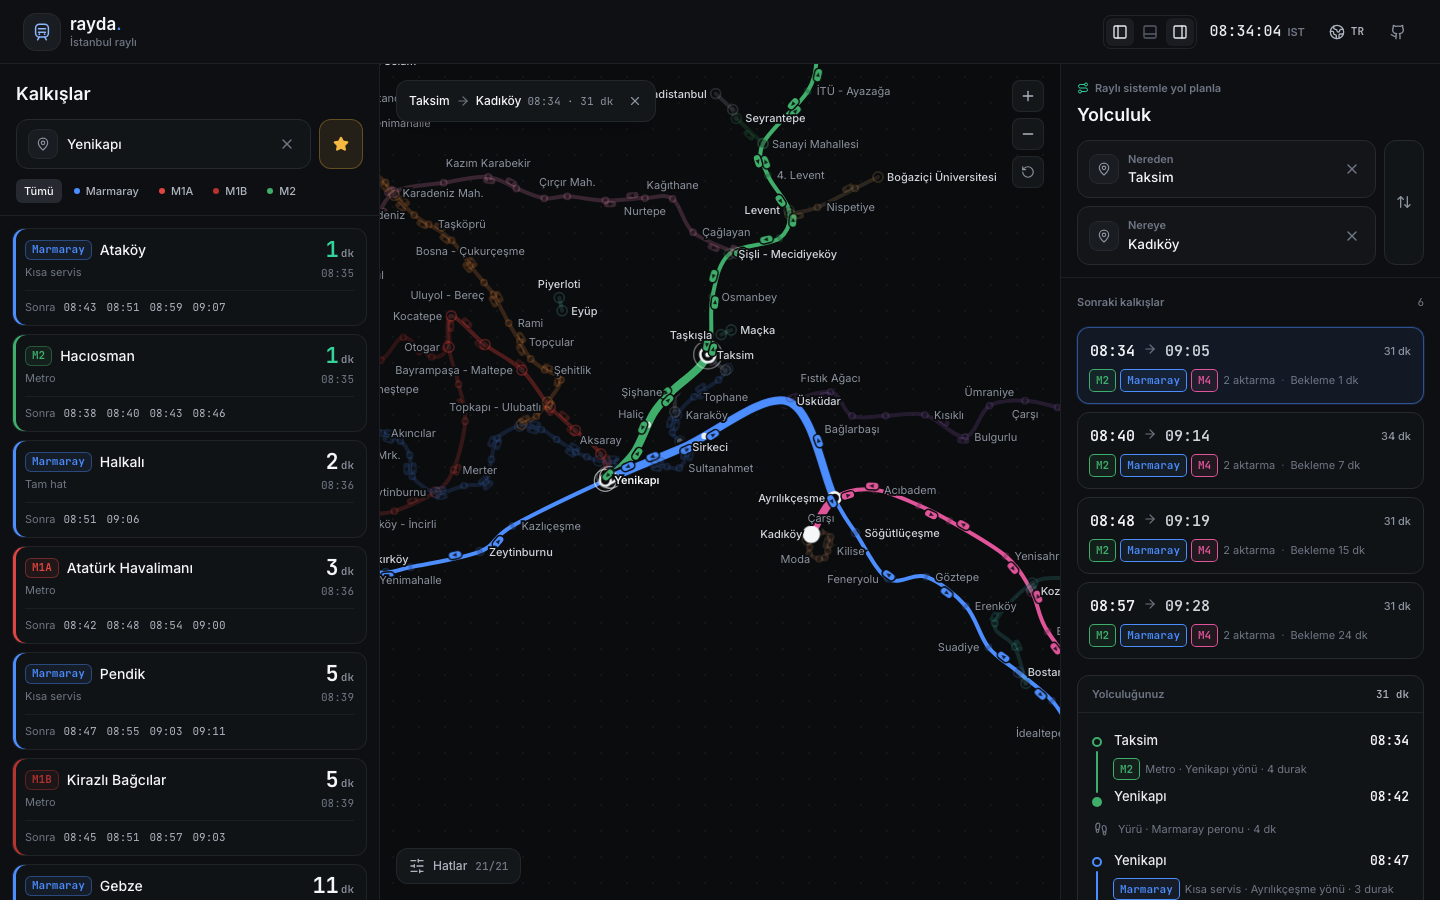 rayda.
İstanbul raylı
08:34:04 IST
TR
Kalkışlar
Yenikapı
Tümü
Marmaray
M1A
M1B
M2
Marmaray Ataköy 1 dk
Kısa servis 08:35
Sonra 08:43 08:51 08:59 09:07
M2 Hacıosman 1 dk
Metro 08:35
Sonra 08:38 08:40 08:43 08:46
Marmaray Halkalı 2 dk
Tam hat 08:36
Sonra 08:51 09:06
M1A Atatürk Havalimanı 3 dk
Metro 08:36
Sonra 08:42 08:48 08:54 09:00
Marmaray Pendik 5 dk
Kısa servis 08:39
Sonra 08:47 08:55 09:03 09:11
M1B Kirazlı Bağcılar 5 dk
Metro 08:39
Sonra 08:45 08:51 08:57 09:03
Marmaray Gebze 11 dk
Taksim → Kadıköy 08:34 · 31 dk
İTÜ - Ayazağa
Seyrantepe
Sanayi Mahallesi
Kazım Karabekir
4. Levent
Boğaziçi Üniversitesi
Çırçır Mah.
Kağıthane
Karadeniz Mah.
Nurtepe
Levent
Nispetiye
Taşköprü
Çağlayan
Bosna - Çukurçeşme
Şişli - Mecidiyeköy
Piyerloti
Uluyol - Bereç
Osmanbey
Eyüp
Kocatepe
Rami
Maçka
Taşkışla
Otogar
Topçular
Taksim
Bayrampaşa - Maltepe
Şehitlik
Fıstık Ağacı
Şişhane
Ümraniye
Tophane
Üsküdar
Topkapı - Ulubatlı
Haliç
Karaköy
Kısıklı
Çarşı
Akıncılar
Bağlarbaşı
Aksaray
Bulgurlu
Mrk.
Sirkeci
Merter
Sultanahmet
Yenikapı
Acıbadem
Ayrılıkçeşme
Çarşı
Kazlıçeşme
Kadıköy
Söğütlüçeşme
Zeytinburnu
Kilise
Moda
Yenimahalle
Feneryolu
Göztepe
Erenköy
Suadiye
Hatlar 21/21
Raylı sistemle yol planla
Yolculuk
Nereden
Taksim
Nereye
Kadıköy
Sonraki kalkışlar 6
08:34 → 09:05 31 dk
M2 Marmaray M4 2 aktarma · Bekleme 1 dk
08:40 → 09:14 34 dk
M2 Marmaray M4 2 aktarma · Bekleme 7 dk
08:48 → 09:19 31 dk
M2 Marmaray M4 2 aktarma · Bekleme 15 dk
08:57 → 09:28 31 dk
M2 Marmaray M4 2 aktarma · Bekleme 24 dk
Yolculuğunuz 31 dk
Taksim 08:34
M2 Metro · Yenikapı yönü · 4 durak
Yenikapı 08:42
Yürü · Marmaray peronu · 4 dk
Yenikapı 08:47
Marmaray Kısa servis · Ayrılıkçeşme yönü · 3 durak